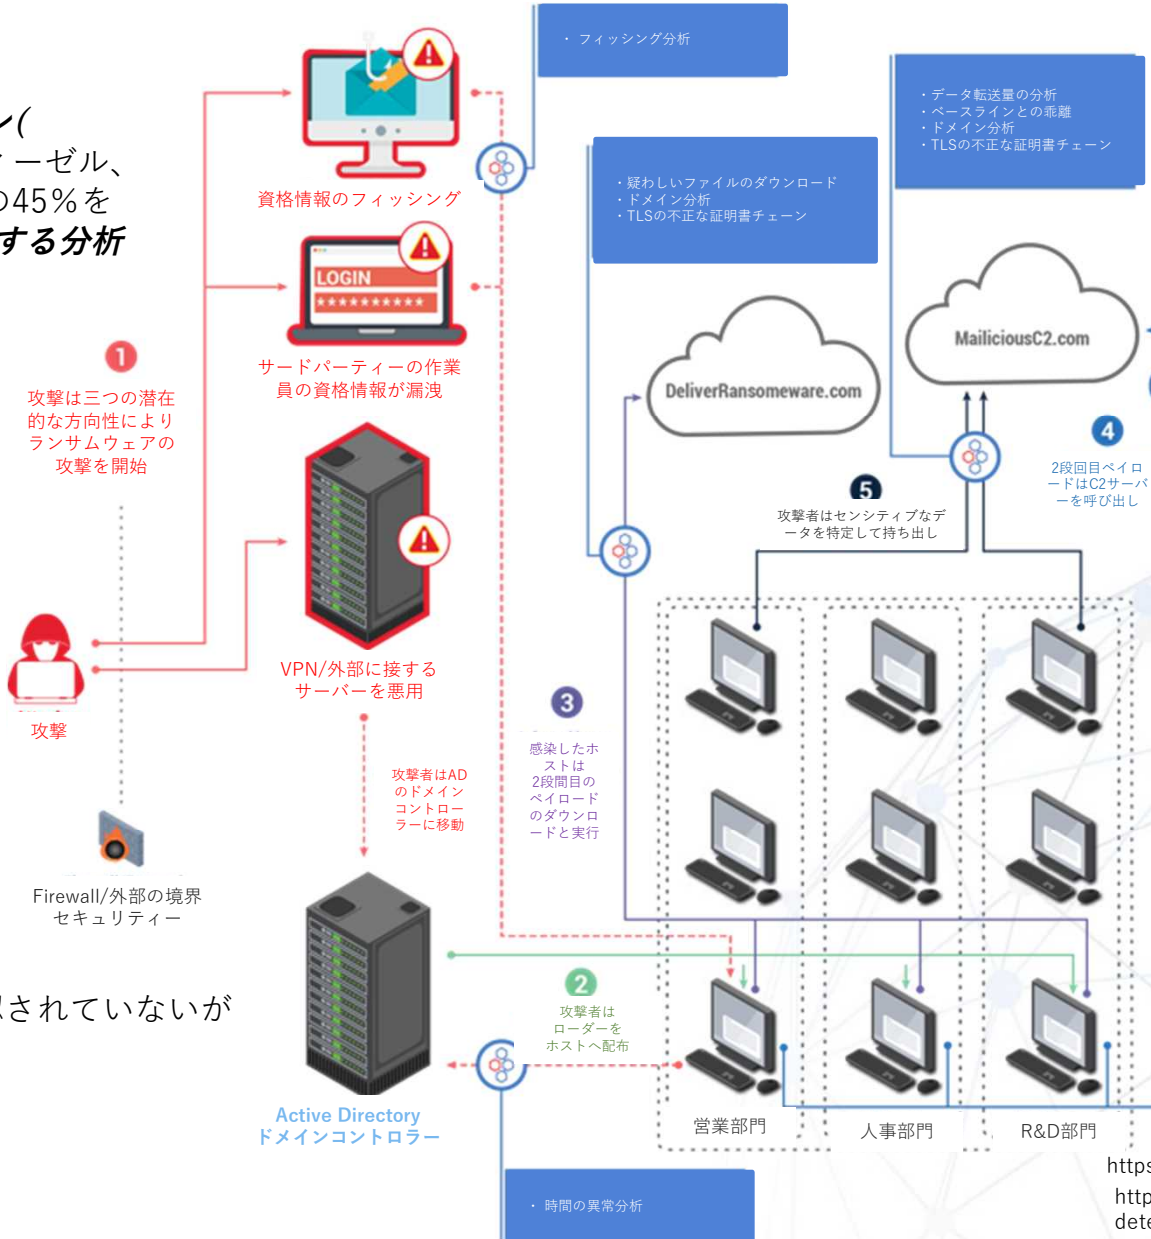 ン(
ィーゼル、
の45%を
する分析
・ フィッシング分析
・データ転送量の分析
・ベースラインとの乖離
・ドメイン分析
・TLSの不正な証明書チェーン
・疑わしいファイルのダウンロード
・ドメイン分析
・TLSの不正な証明書チェーン
資格情報のフィッシング
LOGIN
**********
サードパーティーの作業
員の資格情報が漏洩
1
攻撃は三つの潜在
的な方向性により
ランサムウェアの
攻撃を開始
DeliverRansomeware.com
MailiciousC2.com
4
2段回目ペイロ
ードはC2サーバ
ーを呼び出し
5
攻撃者はセンシティブなデ
ータを特定して持ち出し
VPN/外部に接する
サーバーを悪用
攻撃
3
感染したホ
ストは
2段間目の
ペイロード
のダウンロ
ードと実行
攻撃者はAD
のドメイン
コントロー
ラーに移動
Firewall/外部の境界
セキュリティー
されていないが
2
攻撃者は
ローダーを
ホストへ配布
Active Directory
ドメインコントロラー
営業部門
人事部門
R&D部門
・ 時間の異常分析
https
http
dete